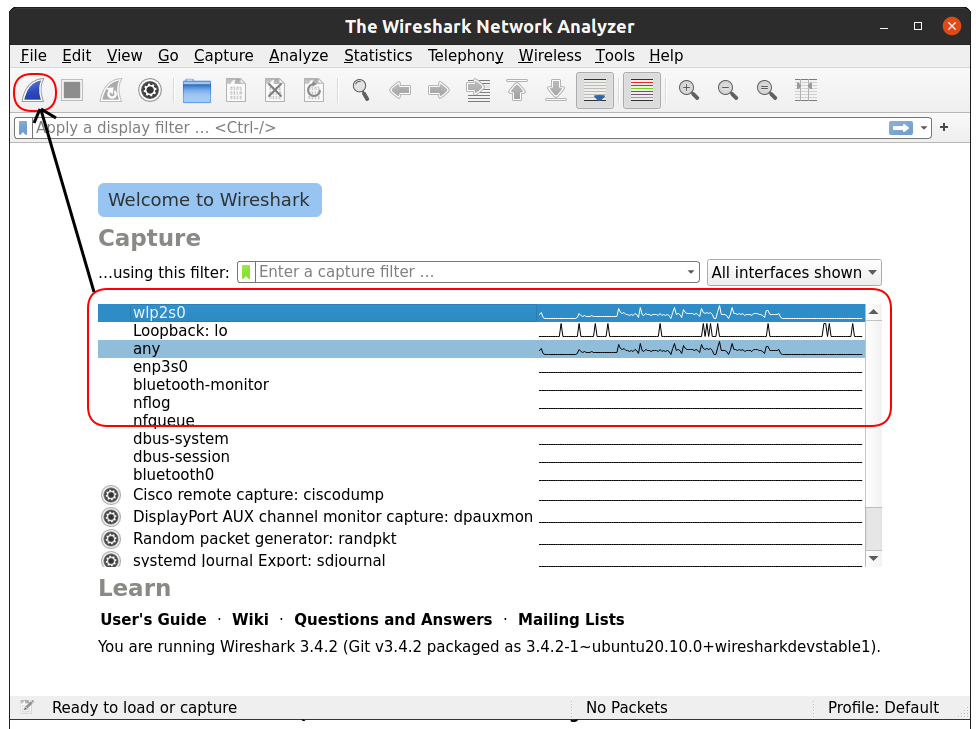 The Wireshark Network Analyzer
File Edit View Go Capture Analyze Statistics Telephony Wireless Tools Help
Apply a display filter ... <Ctrl-/>
+
Welcome to Wireshark
Capture
...using this filter: Enter a capture filter ... All interfaces shown
wlp2s0
Loopback: lo
any
enp3s0
bluetooth-monitor
nflog
nfqueue
dbus-system
dbus-session
bluetooth0
Cisco remote capture: ciscodump
DisplayPort AUX channel monitor capture: dpauxmon
Random packet generator: randpkt
systemd Journal Export: sdjournal
Learn
User's Guide · Wiki · Questions and Answers · Mailing Lists
You are running Wireshark 3.4.2 (Git v3.4.2 packaged as 3.4.2-1~ubuntu20.10.0+wiresharkdevstable1).
Ready to load or capture No Packets Profile: Default